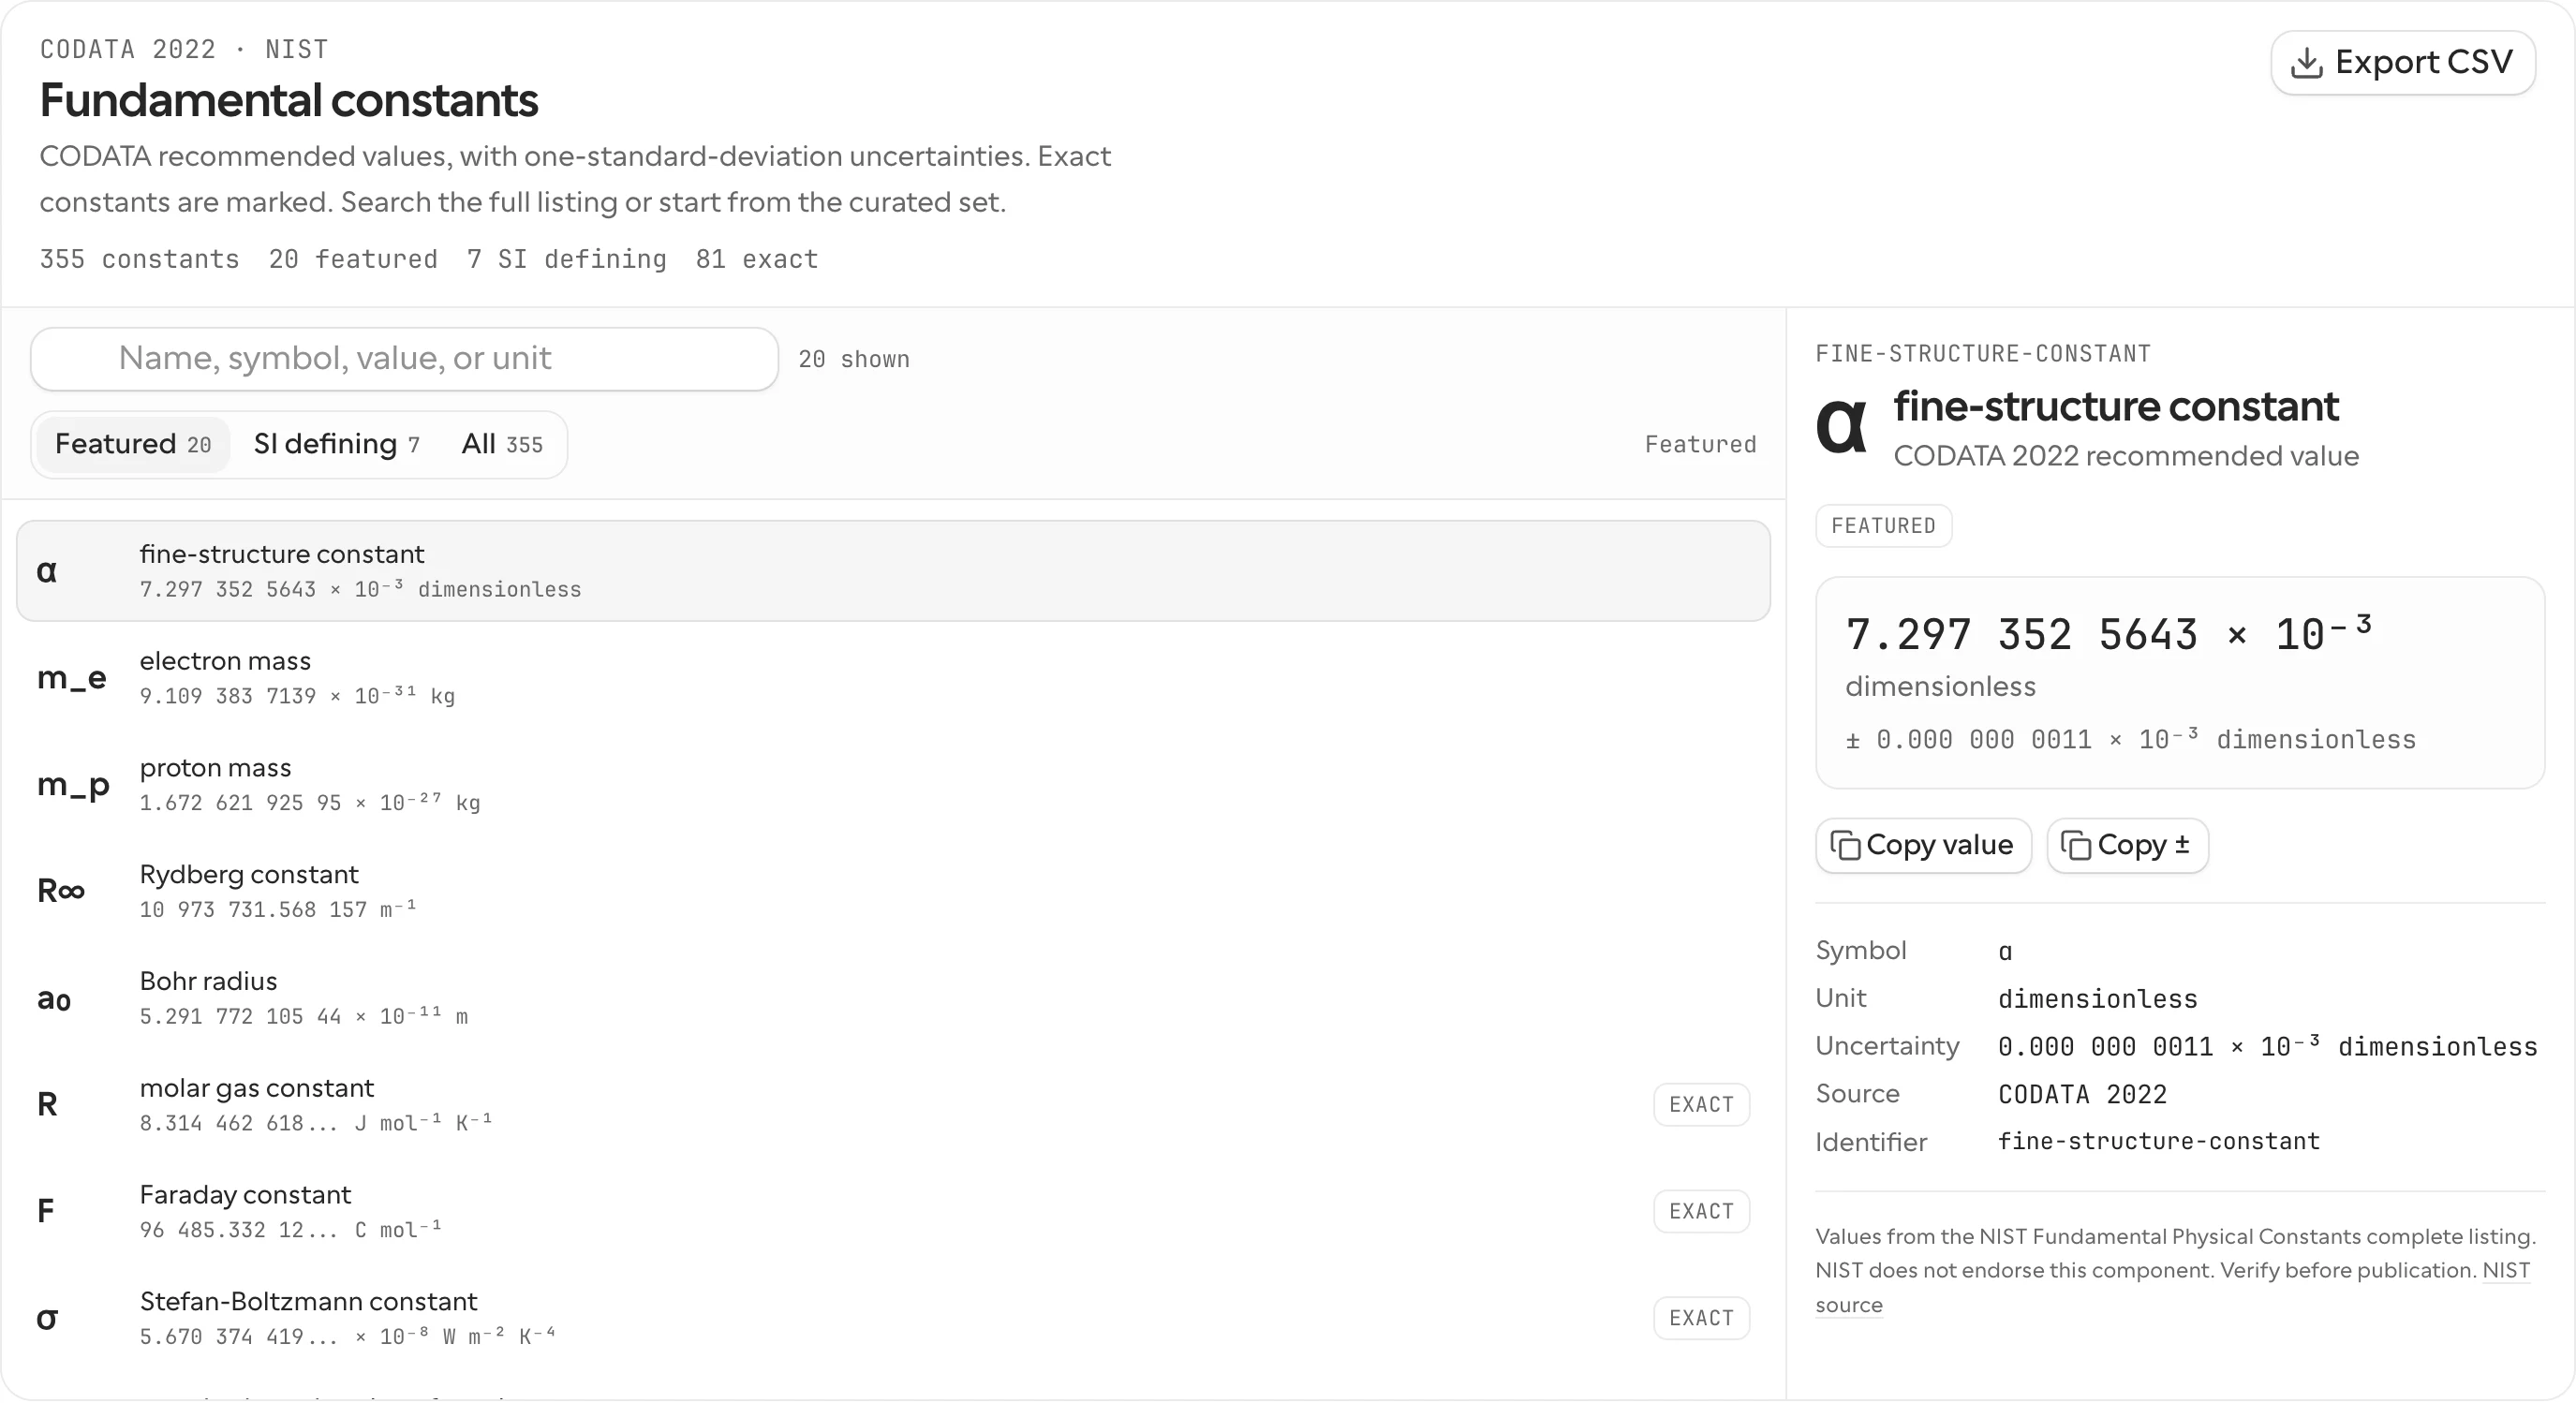 CODATA 2022 · NIST
Fundamental constants
CODATA recommended values, with one-standard-deviation uncertainties. Exact
constants are marked. Search the full listing or start from the curated set.
355 constants 20 featured 7 SI defining 81 exact
Export CSV
Name, symbol, value, or unit
20 shown
Featured 20 SI defining 7 All 355
Featured
α
fine-structure constant
7.297 352 5643 × 10⁻³ dimensionless
m_e
electron mass
9.109 383 7139 × 10⁻³¹ kg
m_p
proton mass
1.672 621 925 95 × 10⁻²⁷ kg
R∞
Rydberg constant
10 973 731.568 157 m⁻¹
a₀
Bohr radius
5.291 772 105 44 × 10⁻¹¹ m
R
molar gas constant
8.314 462 618... J mol⁻¹ K⁻¹
EXACT
F
Faraday constant
96 485.332 12... C mol⁻¹
EXACT
σ
Stefan-Boltzmann constant
5.670 374 419... × 10⁻⁸ W m⁻² K⁻⁴
EXACT
FINE-STRUCTURE-CONSTANT
α
fine-structure constant
CODATA 2022 recommended value
FEATURED
7.297 352 5643 × 10⁻³
dimensionless
± 0.000 000 0011 × 10⁻³ dimensionless
Copy value
Copy ±
Symbol α
Unit dimensionless
Uncertainty 0.000 000 0011 × 10⁻³ dimensionless
Source CODATA 2022
Identifier fine-structure-constant
Values from the NIST Fundamental Physical Constants complete listing.
NIST does not endorse this component. Verify before publication. NIST
source